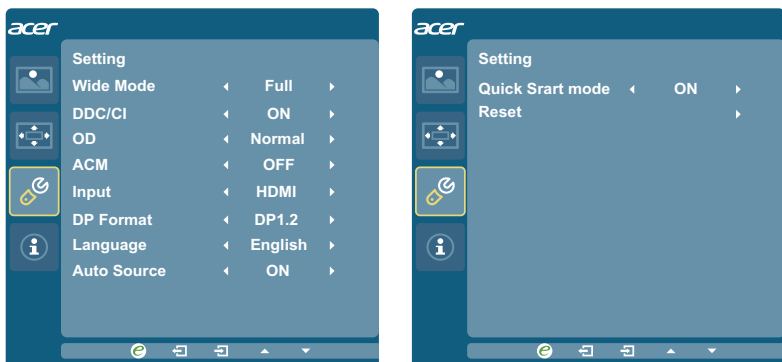 acer
Setting
Wide Mode Full
DDC/CI ON
OD Normal
ACM OFF
Input HDMI
DP Format DP1.2
Language English
Auto Source ON
acer
Setting
Quick Srart mode ON
Reset